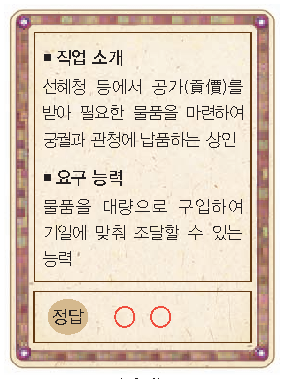 ■ 직업 소개
선혜청 등에서 공가(貢價)를
받아 필요한 물품을 마련하여
궁궐과 관청에 납품하는 상인
■ 요구 능력
물품을 대량으로 구입하여
기일에 맞춰 조달할 수 있는
능력
정답 ○ ○